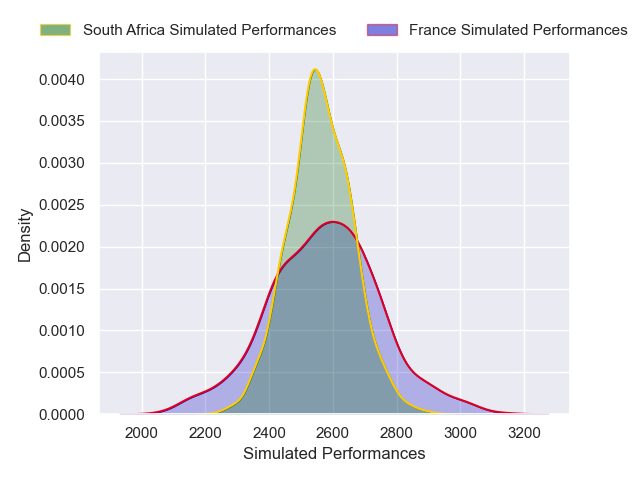 South Africa Simulated Performances
France Simulated Performances
0.0040
0.0035
0.0030
0.0025
0.0020
0.0015
0.0010
0.0005
0.0000
Density
2000 2200 2400 2600 2800 3000 3200
Simulated Performances